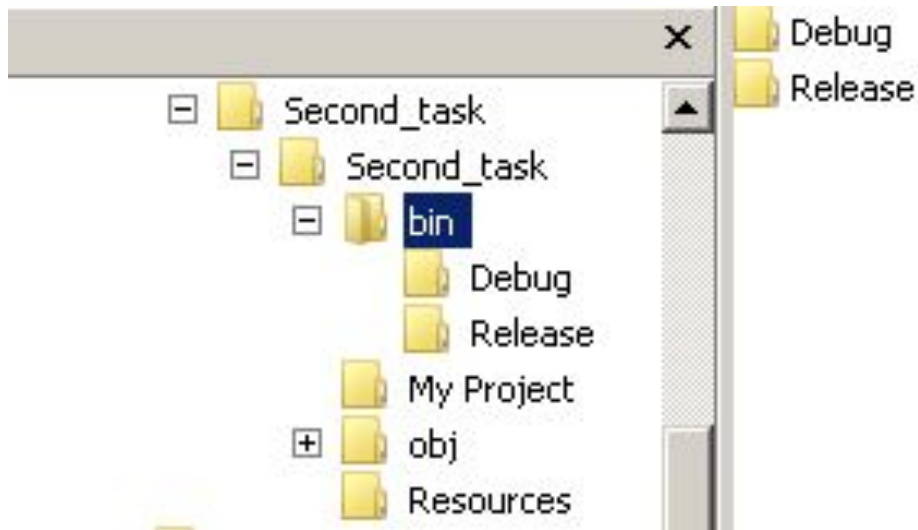 Second_task
Second_task
bin
Debug
Release
My Project
obj
Resources
Debug
Release